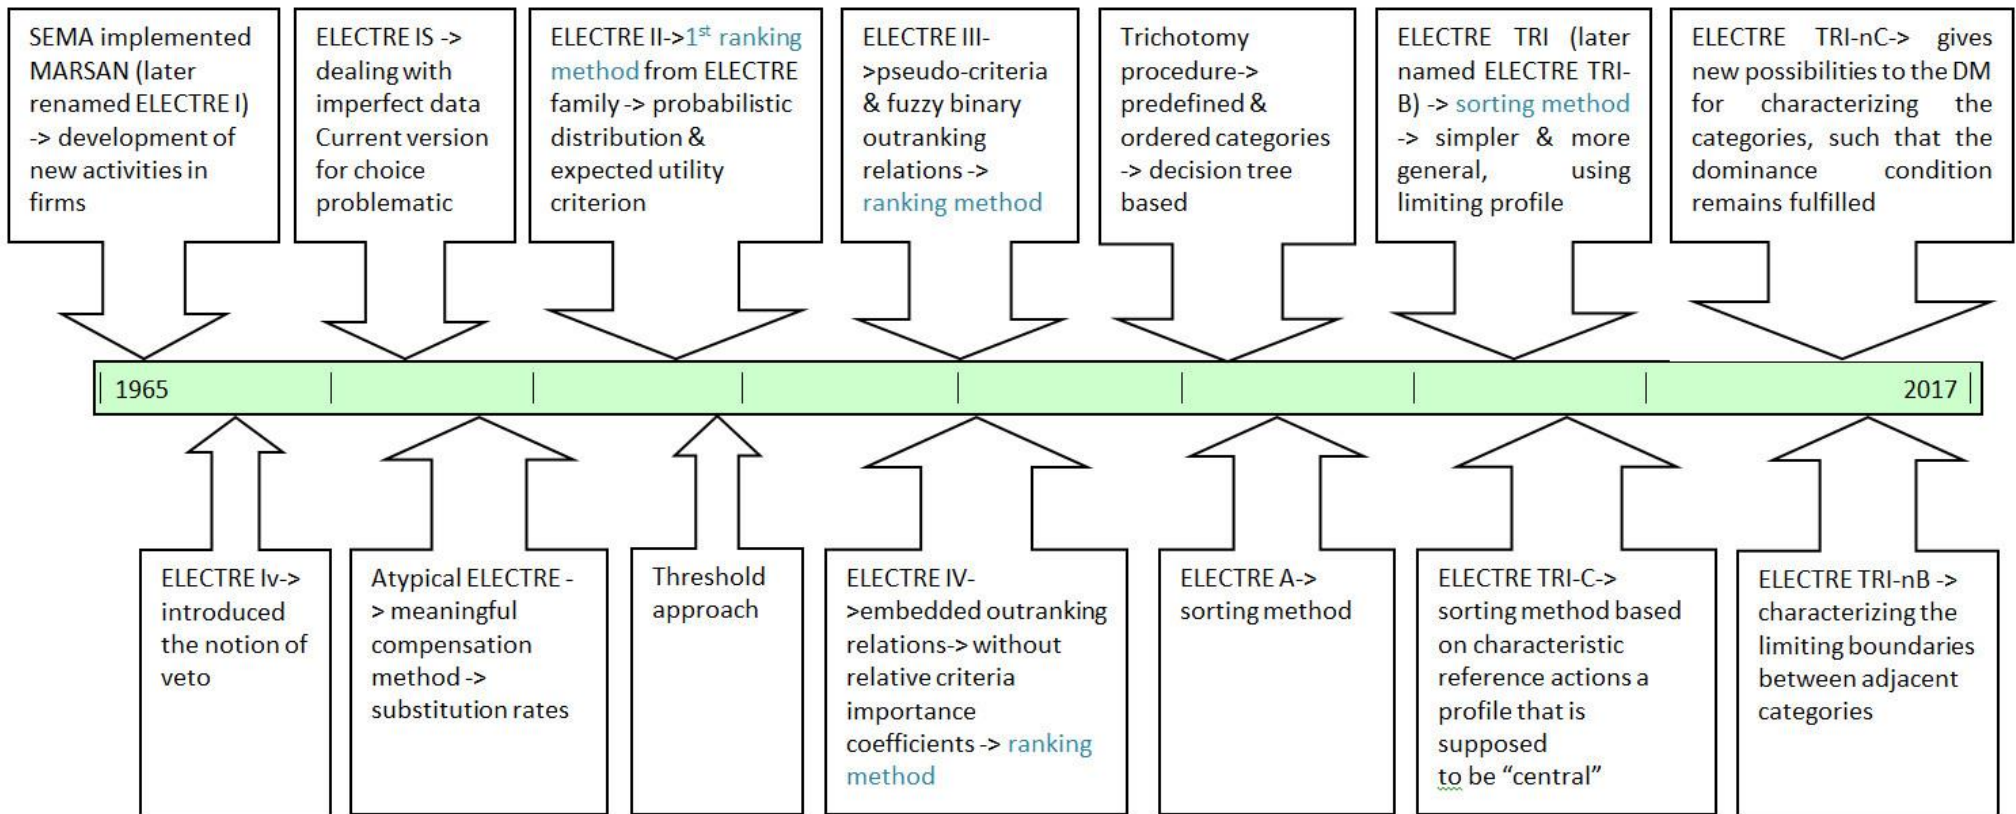 SEMA implemented
MARSAN (later
renamed ELECTRE I)
-> development of
new activities in
firms
ELECTRE IS ->
dealing with
imperfect data
Current version
for choice
problematic
ELECTRE II->1st ranking
method from ELECTRE
family -> probabilistic
distribution &
expected utility
criterion
ELECTRE III-
>pseudo-criteria
& fuzzy binary
outranking
relations ->
ranking method
Trichotomy
procedure->
predefined &
ordered categories
-> decision tree
based
ELECTRE TRI (later
named ELECTRE TRI-
B) -> sorting method
-> simpler & more
general, using
limiting profile
ELECTRE TRI-nC-> gives
new possibilities to the DM
for characterizing the
categories, such that the
dominance condition
remains fulfilled
1965
2017
ELECTRE Iv->
introduced
the notion of
veto
Atypical ELECTRE -
> meaningful
compensation
method ->
substitution rates
Threshold
approach
ELECTRE IV-
>embedded outranking
relations-> without
relative criteria
importance
coefficients -> ranking
method
ELECTRE A->
sorting method
ELECTRE TRI-C->
sorting method based
on characteristic
reference actions a
profile that is
supposed
to be “central”
ELECTRE TRI-nB ->
characterizing the
limiting boundaries
between adjacent
categories